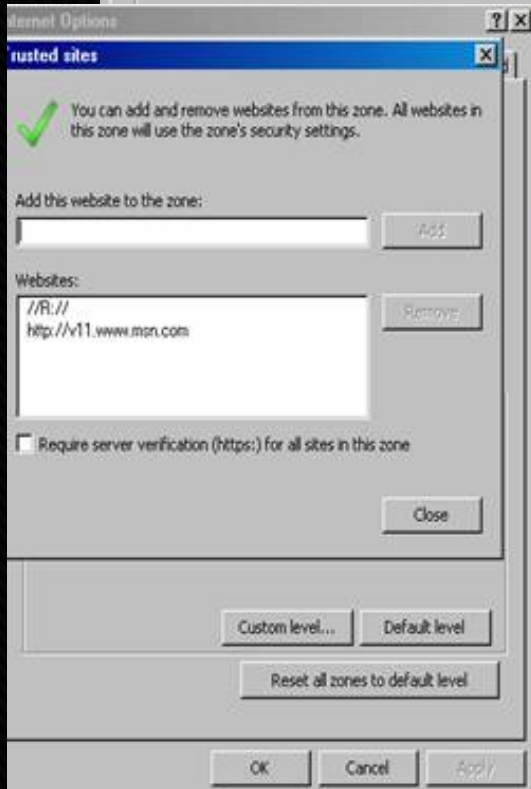 nternet Options
rusted sites
You can add and remove websites from this zone. All websites in
this zone will use the zone's security settings.
Add this website to the zone:
Add
Websites:
//R://
http://v11.www.msn.com
Remove
Require server verification (https:) for all sites in this zone
Close
Custom level...
Default level
Reset all zones to default level
OK
Cancel
Apply